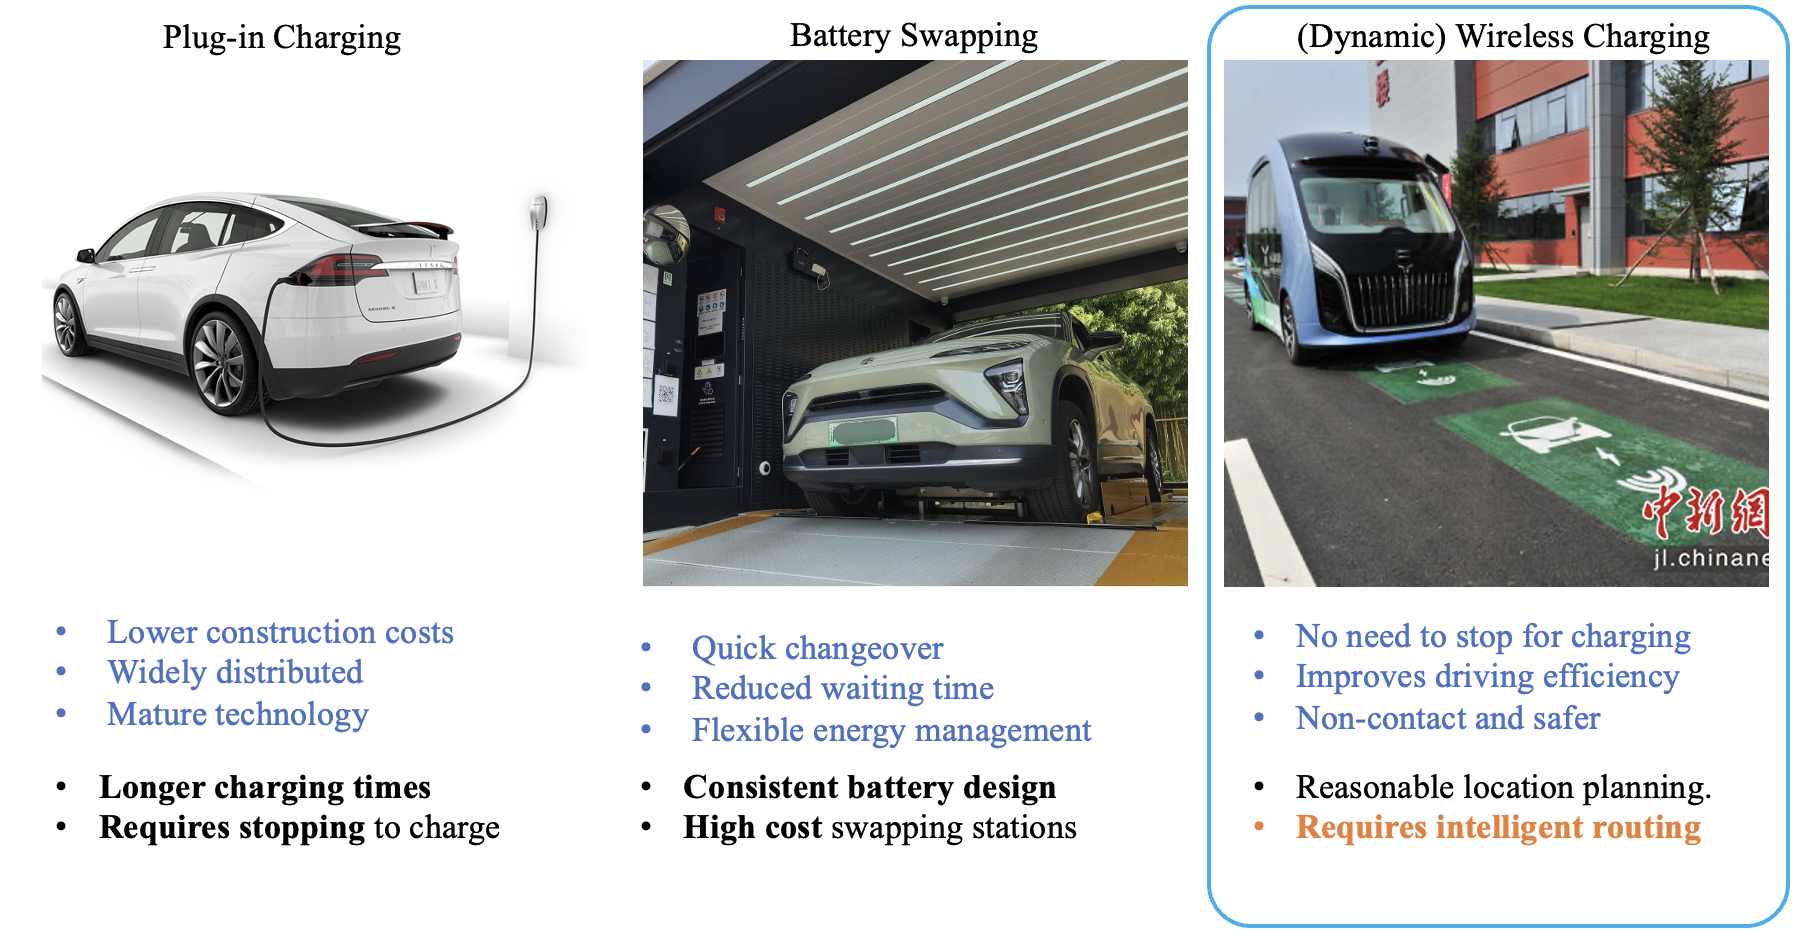 Plug-in Charging
Battery Swapping
(Dynamic) Wireless Charging
TESLA
MODEL X
中新網
jl.chinane
• Lower construction costs
• Widely distributed
• Mature technology
• Longer charging times
• Requires stopping to charge
• Quick changeover
• Reduced waiting time
• Flexible energy management
• Consistent battery design
• High cost swapping stations
• No need to stop for charging
• Improves driving efficiency
• Non-contact and safer
• Reasonable location planning.
• Requires intelligent routing